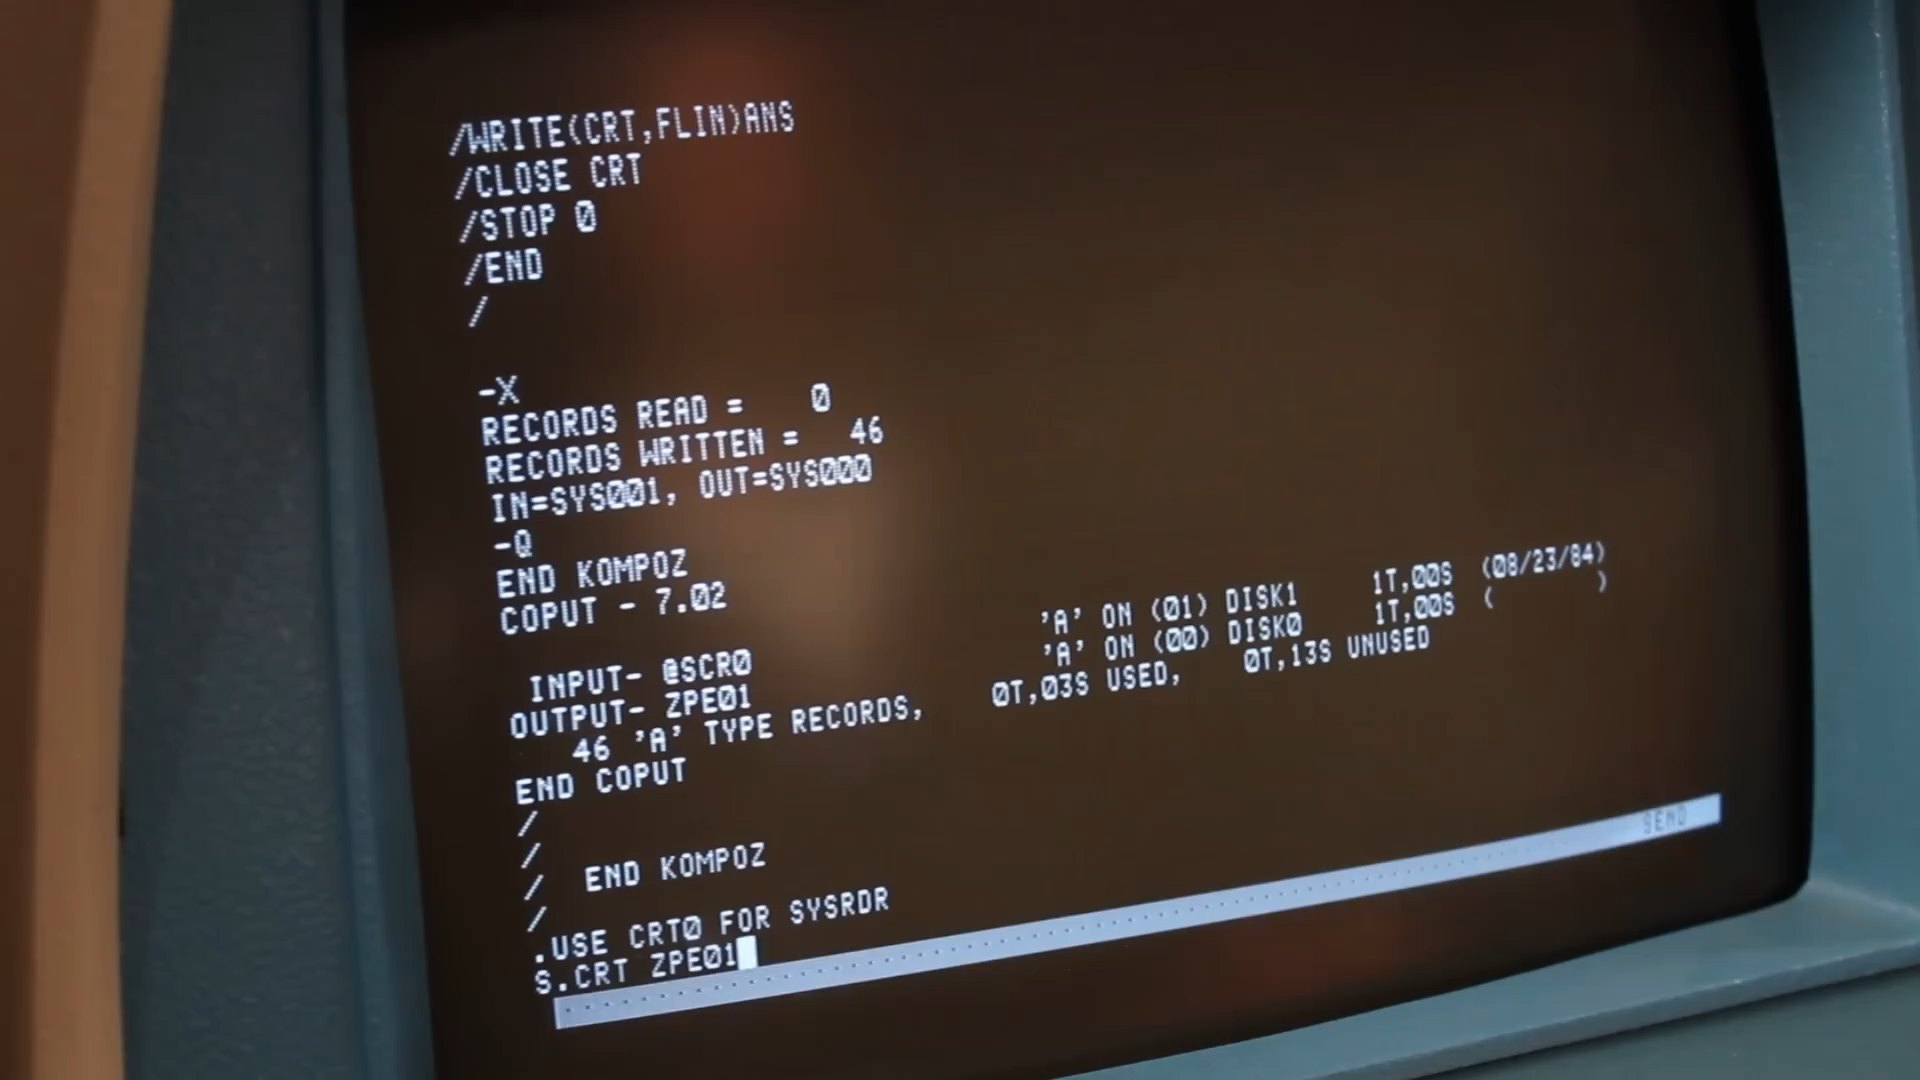 /WRITE(CRT,FLIN)ANS
/CLOSE CRT
/STOP 0
/END
/
-X
RECORDS READ = 0
RECORDS WRITTEN = 46
IN=SYS001, OUT=SYS000
-Q
END KOMPOZ
COPUT - 7.02
INPUT- @SCR0 'A' ON (01) DISK1 1T,00S (08/23/84)
OUTPUT- ZPE01 'A' ON (00) DISK0 1T,00S ( )
46 'A' TYPE RECORDS, 0T,03S USED, 0T,13S UNUSED
END COPUT
/
/
/ END KOMPOZ
/
.USE CRT0 FOR SYSRDR
S.CRT ZPE01
SEND